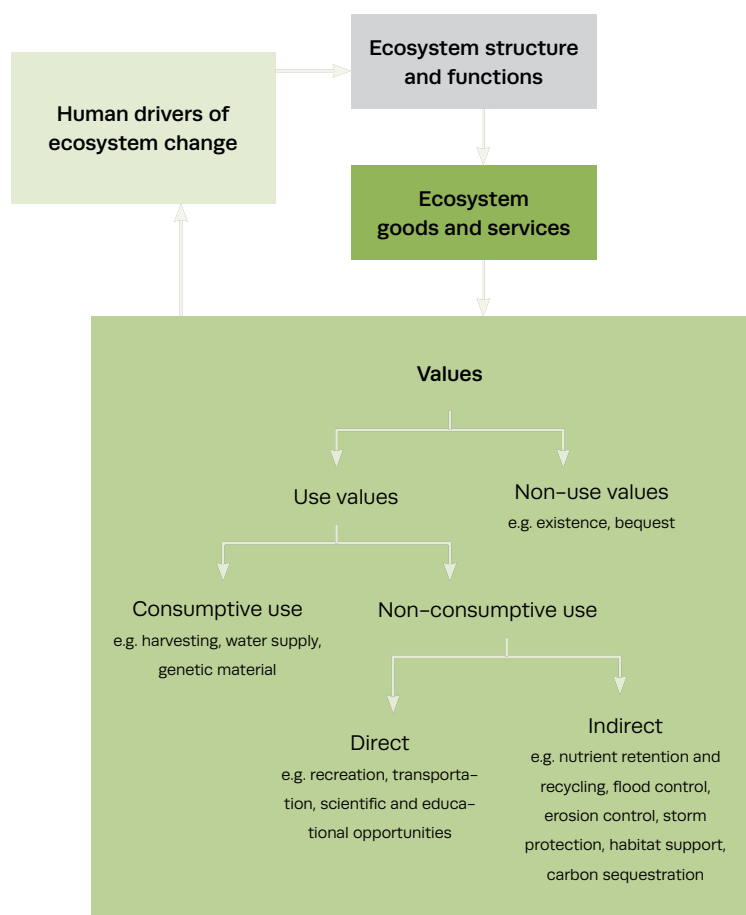 Ecosystem structure
and functions
Human drivers of
ecosystem change
Ecosystem
goods and services
Values
Use values
Non-use values
e.g. existence, bequest
Consumptive use
e.g. harvesting, water supply,
genetic material
Non-consumptive use
Direct
e.g. recreation, transporta-
tion, scientific and educa-
tional opportunities
Indirect
e.g. nutrient retention and
recycling, flood control,
erosion control, storm
protection, habitat support,
carbon sequestration